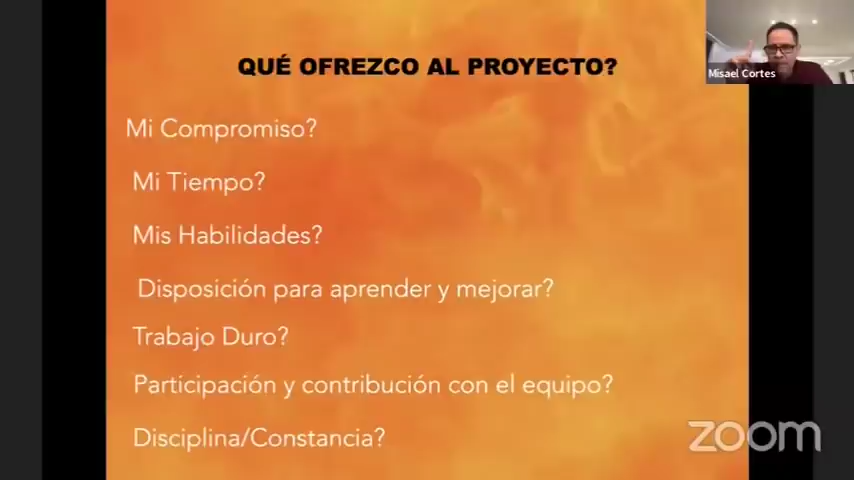 QUÉ OFREZCO AL PROYECTO?
Misael Cortes
Mi Compromiso?
Mi Tiempo?
Mis Habilidades?
Disposición para aprender y mejorar?
Trabajo Duro?
Participación y contribución con el equipo?
Disciplina/Constancia?
zoom